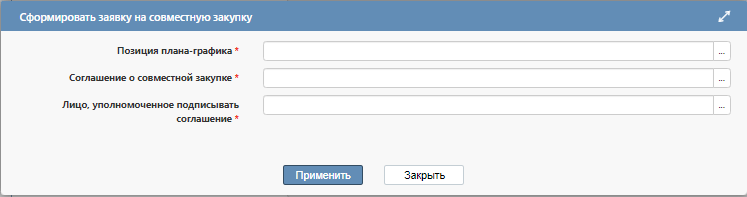 Сформировать заявку на совместную закупку
Позиция плана-графика *
...
Соглашение о совместной закупке *
...
Лицо, уполномоченное подписывать
соглашение *
...
Применить
Закрыть